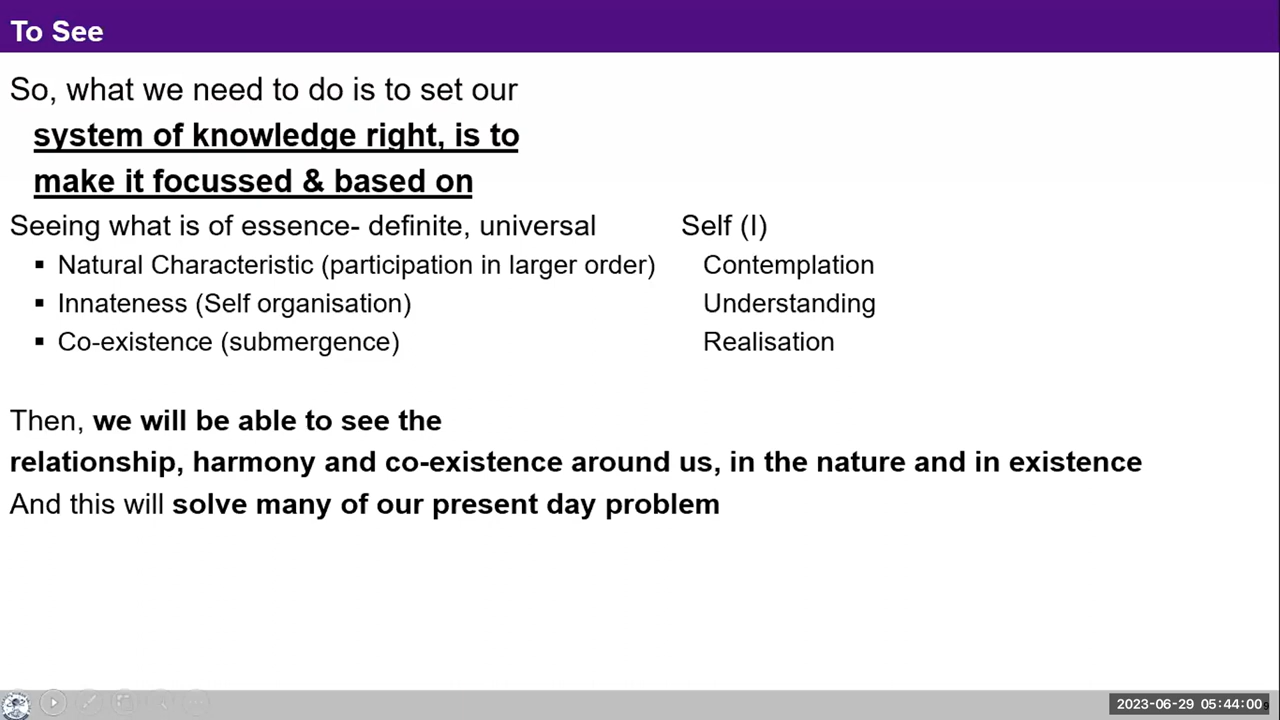 To See
So, what we need to do is to set our
system of knowledge right, is to
make it focussed & based on
Seeing what is of essence- definite, universal Self (I)
▪ Natural Characteristic (participation in larger order) Contemplation
▪ Innateness (Self organisation) Understanding
▪ Co-existence (submergence) Realisation
Then, we will be able to see the
relationship, harmony and co-existence around us, in the nature and in existence
And this will solve many of our present day problem
2023-06-29 05:44:00